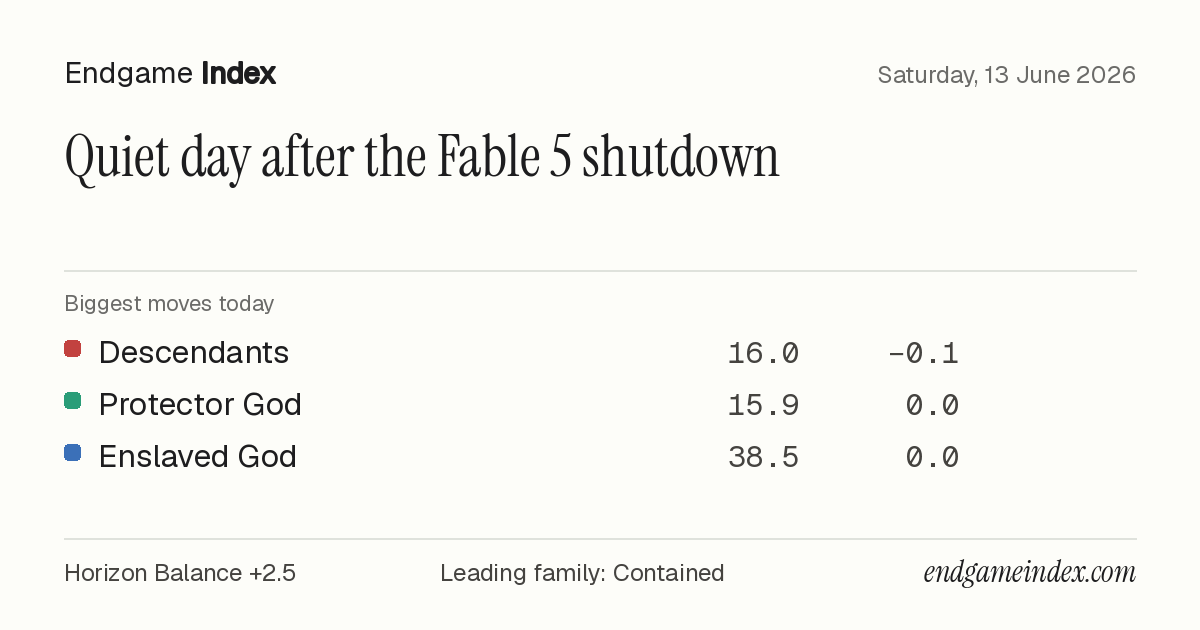 Endgame Index
Saturday, 13 June 2026
Quiet day after the Fable 5 shutdown
Biggest moves today
Descendants 16.0 −0.1
Protector God 15.9 0.0
Enslaved God 38.5 0.0
Horizon Balance +2.5
Leading family: Contained
endgameindex.com